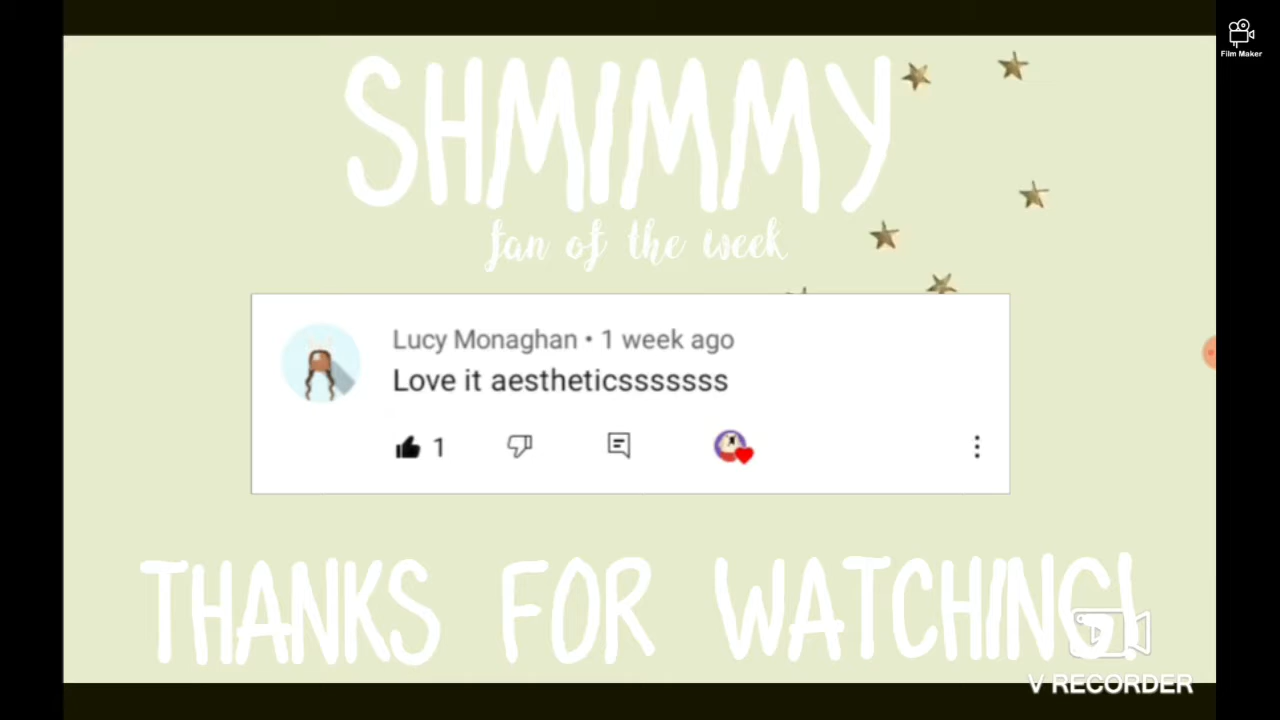 SHMIMMY
fan of the week
Lucy Monaghan • 1 week ago
Love it aestheticsssssss
1
THANKS FOR WATCHING!
Film Maker
V RECORDER